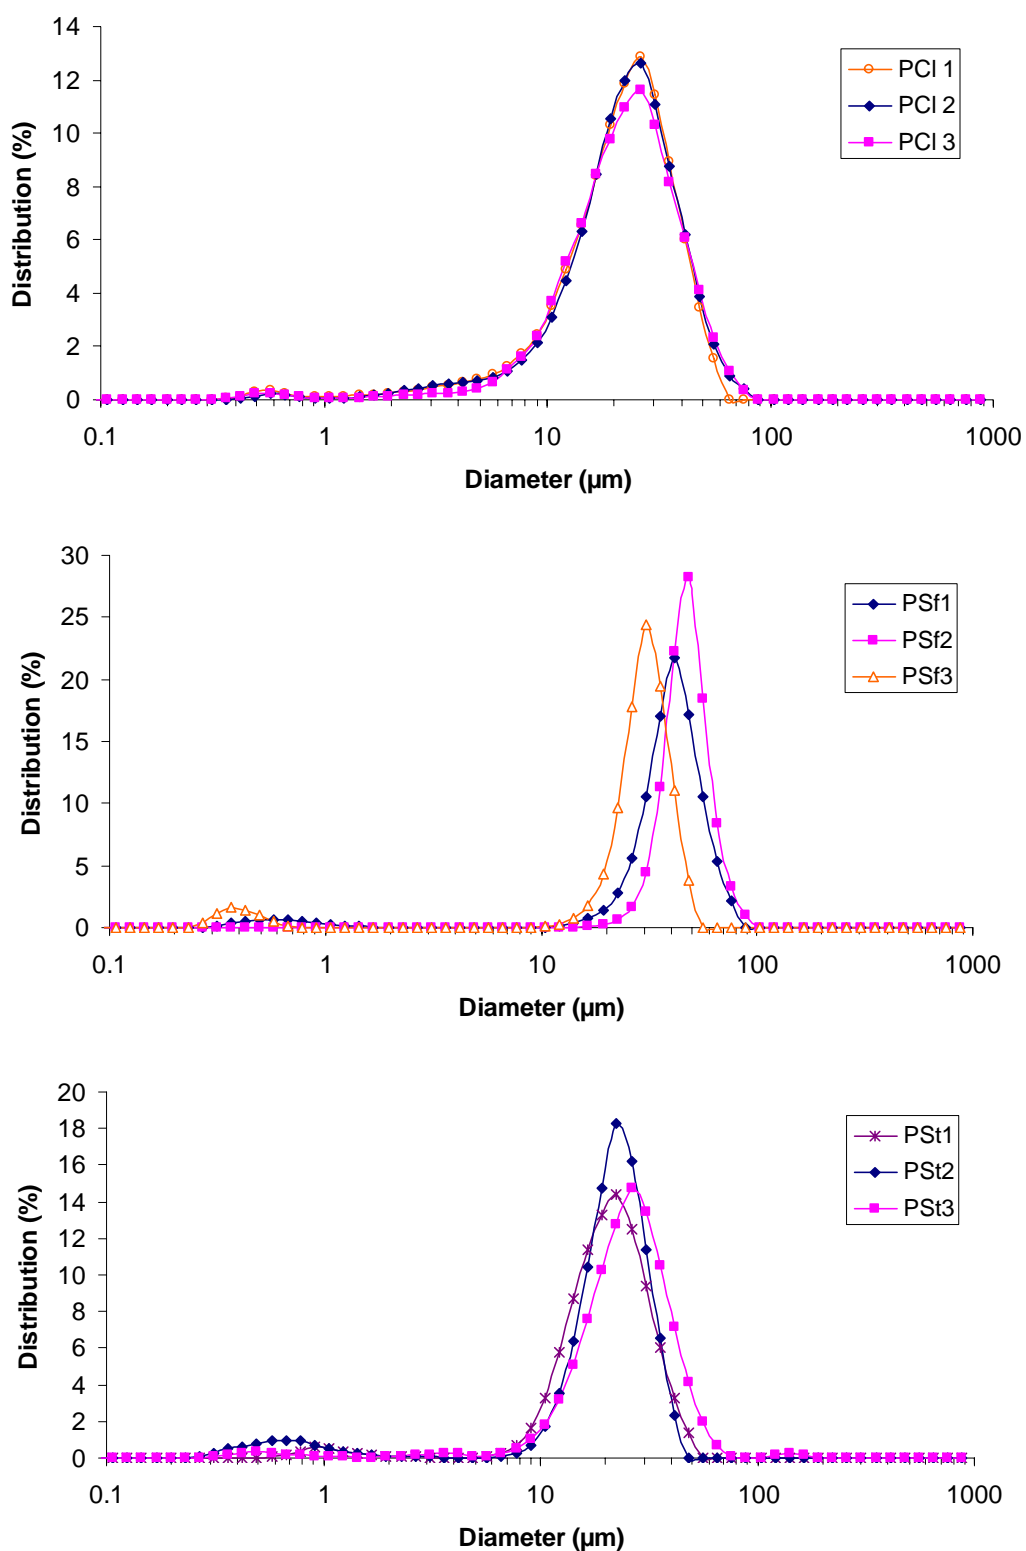 14
12
10
8
6
4
2
0
Distribution (%)
PCl 1
PCl 2
PCl 3
0.1 1 10 100 1000
Diameter (µm)
30
25
20
15
10
5
0
Distribution (%)
PSf1
PSf2
PSf3
0.1 1 10 100 1000
Diameter (µm)
20
18
16
14
12
10
8
6
4
2
0
Distribution (%)
PSt1
PSt2
PSt3
0.1 1 10 100 1000
Diameter (µm)